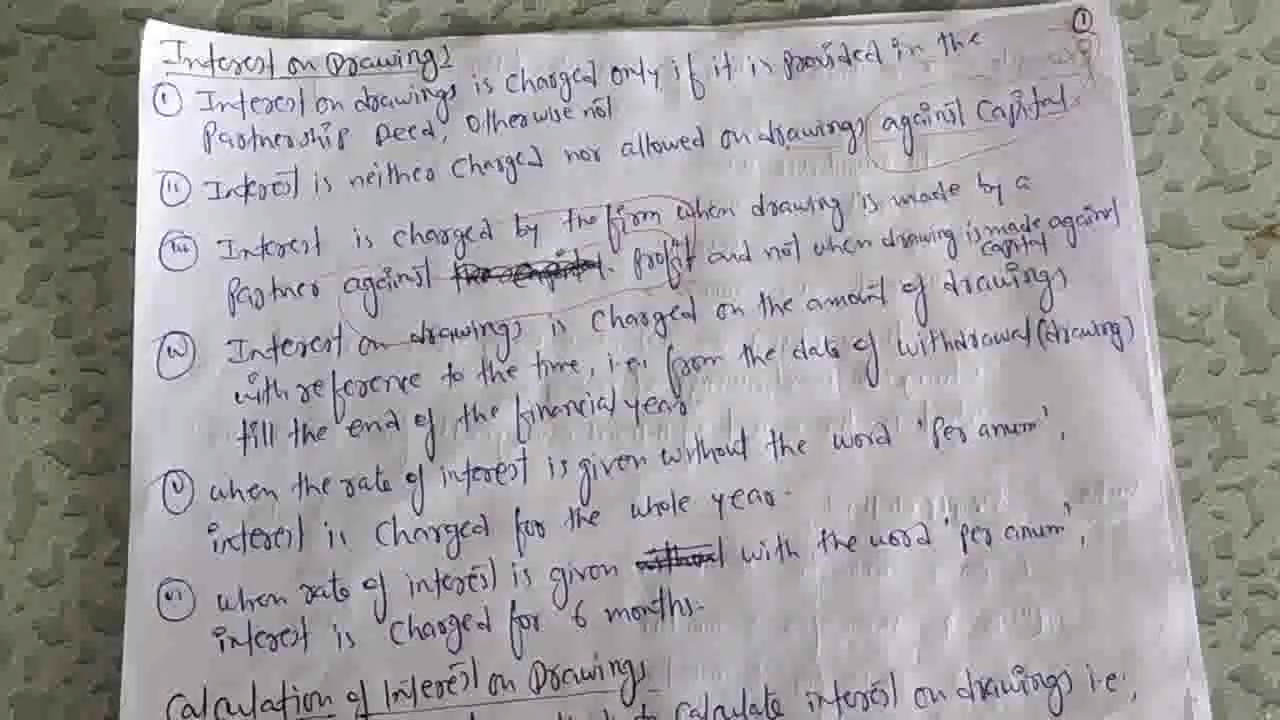 ①
Interest on Drawings
(i) Interest on drawings is charged only if it is provided in the
Partnership Deed, Otherwise not
(ii) Interest is neither charged nor allowed on drawings against Capital.
(iii) Interest is charged by the firm when drawing is made by a
Partner against profit and not when drawing is made against
capital
(iv) Interest on drawings is charged on the amount of drawings
with reference to the time, i.e. from the date of withdrawal (drawing)
till the end of the financial year
(v) when the rate of interest is given without the word 'Per anum',
interest is charged for the whole year.
(vi) when rate of interest is given with the word 'per anum',
interest is charged for 6 months.
Calculation of Interest on Drawings
to calculate interest on drawings i.e.,